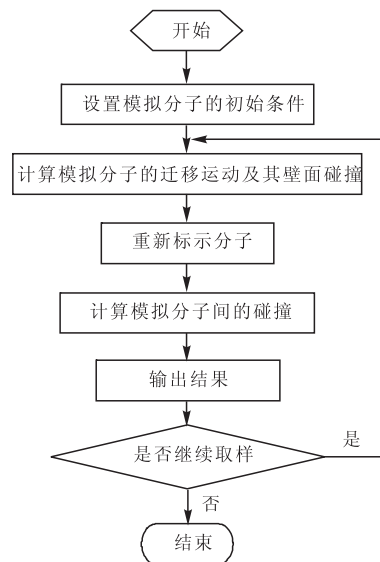 开始
设置模拟分子的初始条件
计算模拟分子的迁移运动及其壁面碰撞
重新标示分子
计算模拟分子间的碰撞
输出结果
是否继续取样
是
否
结束